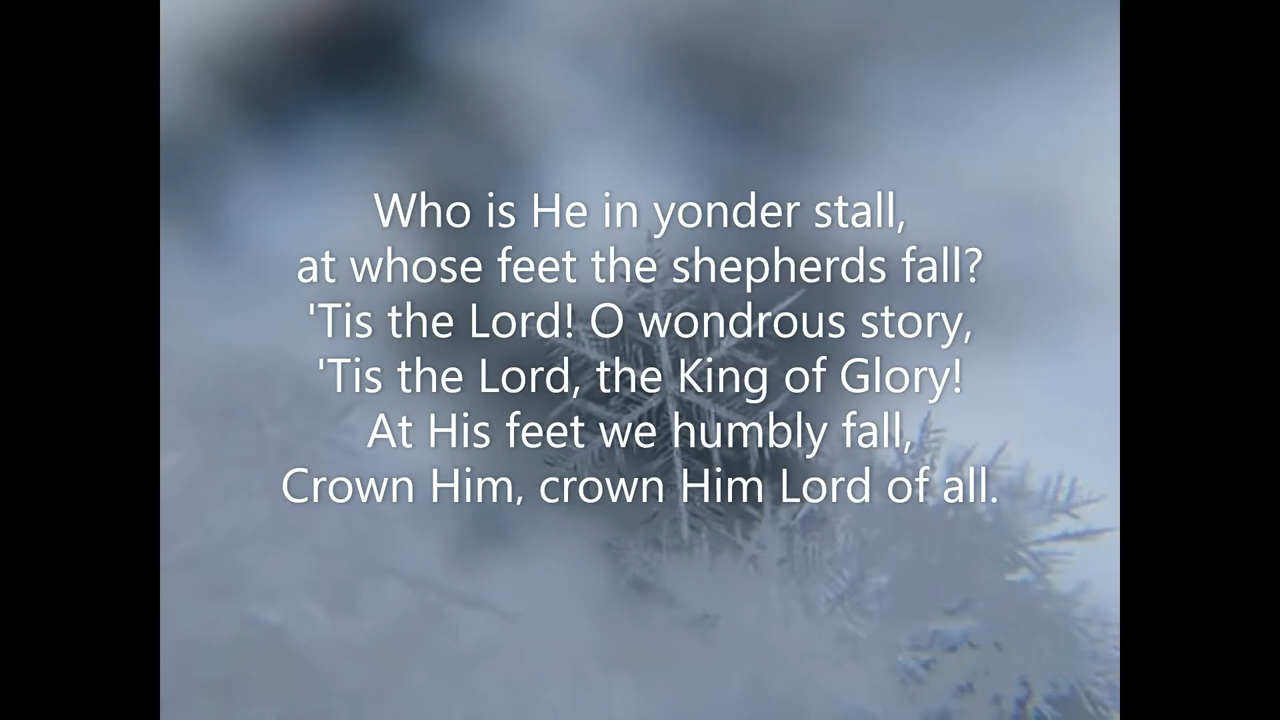 Who is He in yonder stall,
at whose feet the shepherds fall?
'Tis the Lord! O wondrous story,
'Tis the Lord, the King of Glory!
At His feet we humbly fall,
Crown Him, crown Him Lord of all.